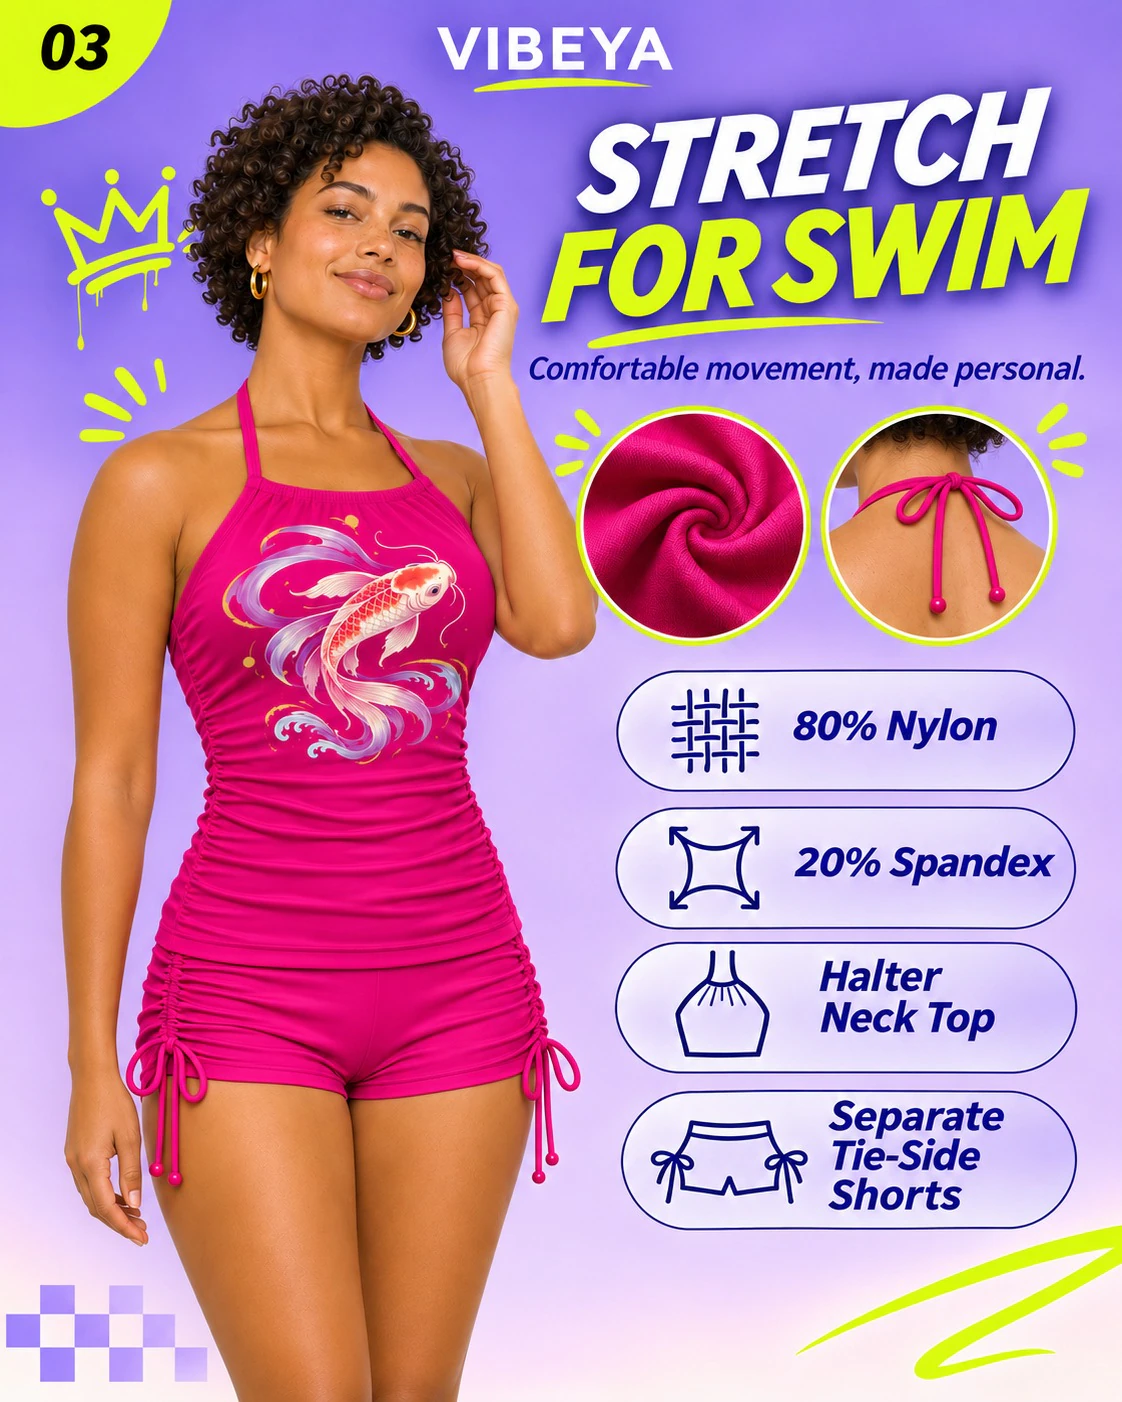 03
VIBEYA
STRETCH
FOR SWIM
Comfortable movement, made personal.
80% Nylon
20% Spandex
Halter
Neck Top
Separate
Tie-Side
Shorts